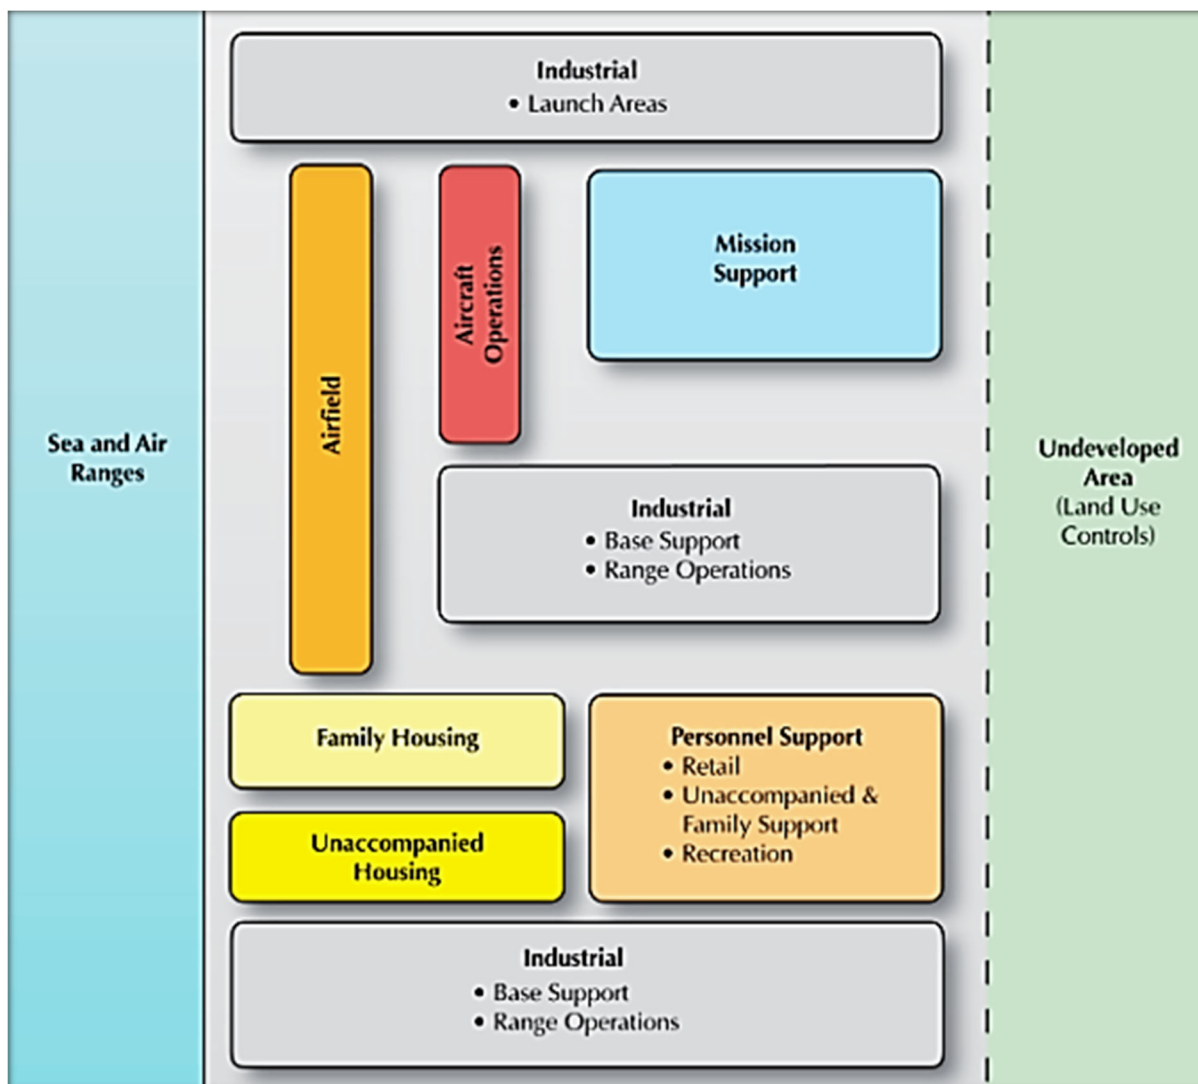 Industrial
• Launch Areas
Airfield
Aircraft
Operations
Mission
Support
Sea and Air
Ranges
Undeveloped
Area
(Land Use
Controls)
Industrial
• Base Support
• Range Operations
Family Housing
Unaccompanied
Housing
Personnel Support
• Retail
• Unaccompanied &
Family Support
• Recreation
Industrial
• Base Support
• Range Operations